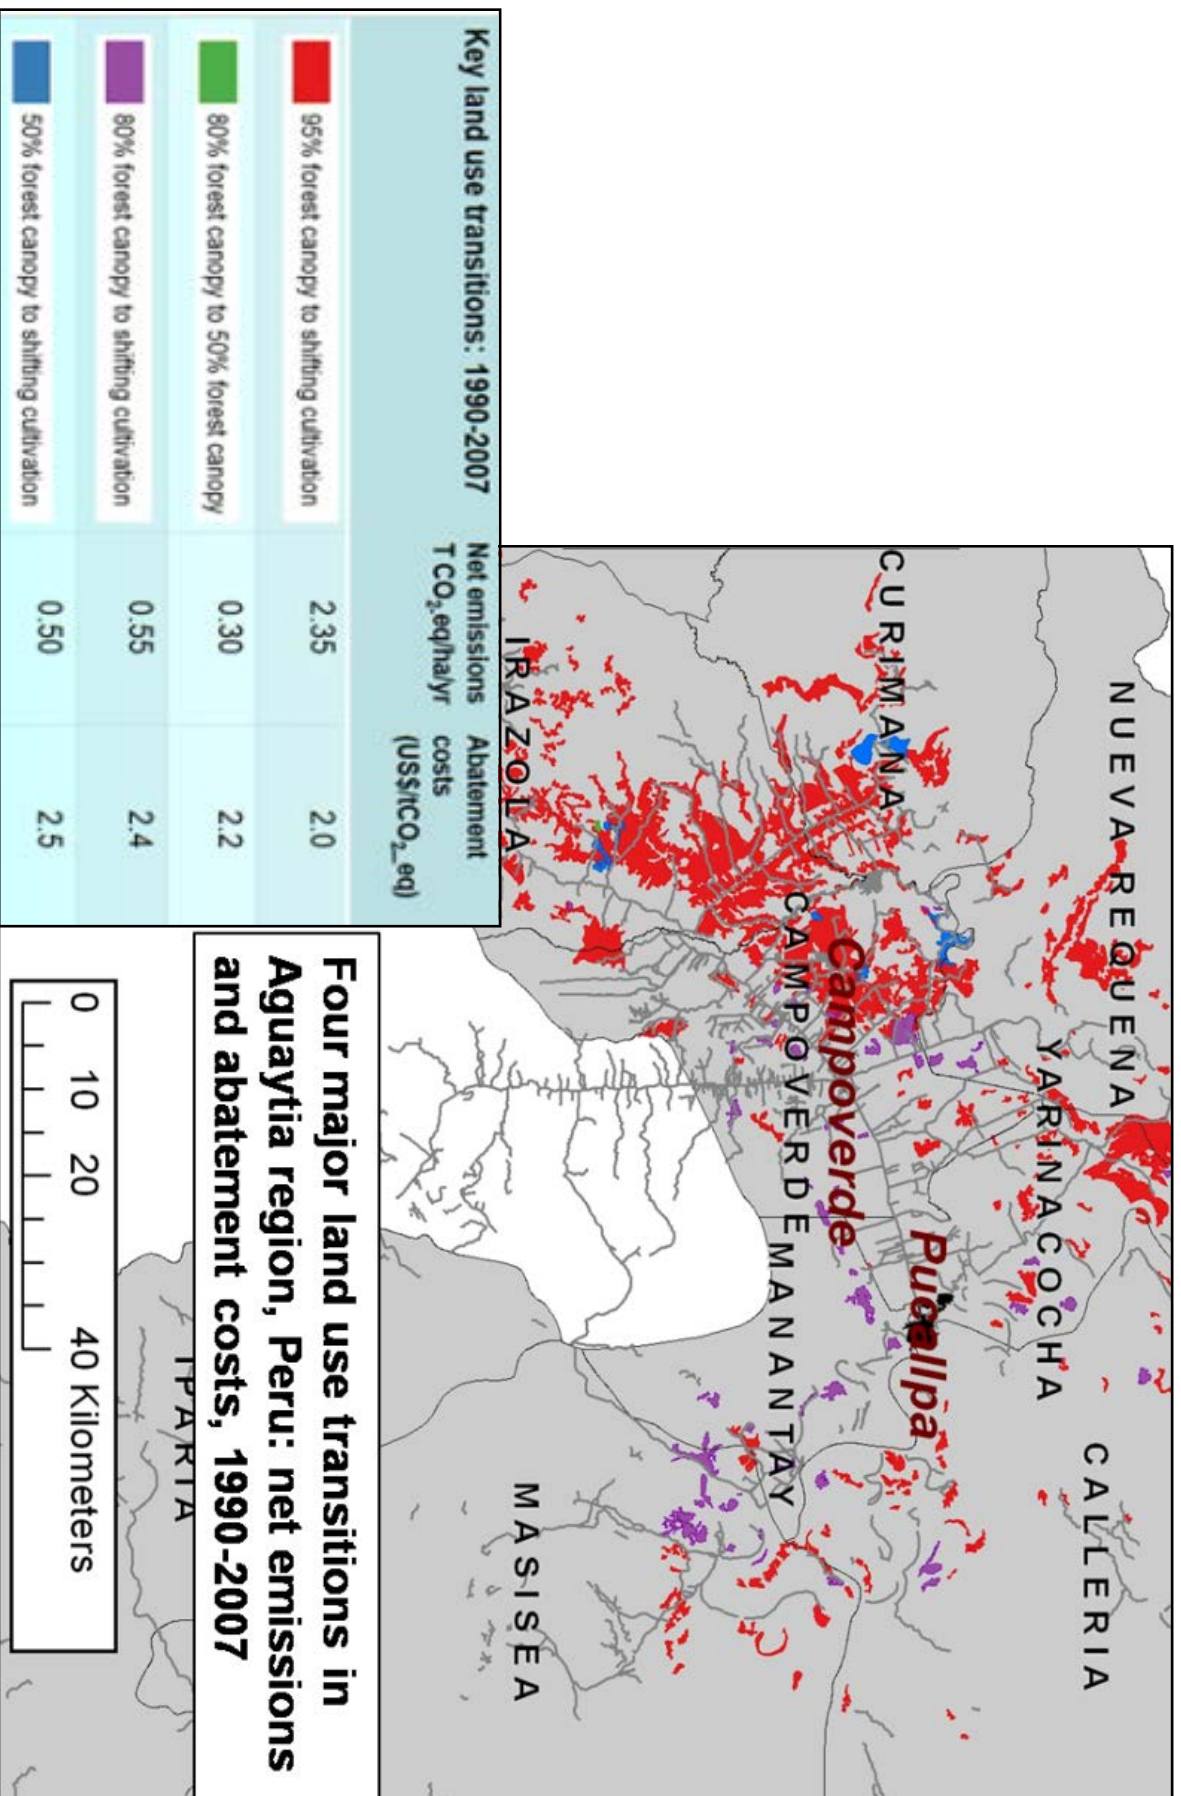 Key land use transitions: 1990-2007
Net emissions
T CO2-eq/ha/yr
Abatement
costs
(US$/tCO2_eq)
95% forest canopy to shifting cultivation 2.35 2.0
80% forest canopy to 50% forest canopy 0.30 2.2
80% forest canopy to shifting cultivation 0.55 2.4
50% forest canopy to shifting cultivation 0.50 2.5
NUEVA REQUENA
CALLERIA
YARINACOCHA
CURIMANA
Pucallpa
Campoverde
CAMPOVERDE
MANANTAY
IRAZOLA
MASISEA
Four major land use transitions in
Aguaytia region, Peru: net emissions
and abatement costs, 1990-2007
IPARIA
0 10 20 40 Kilometers